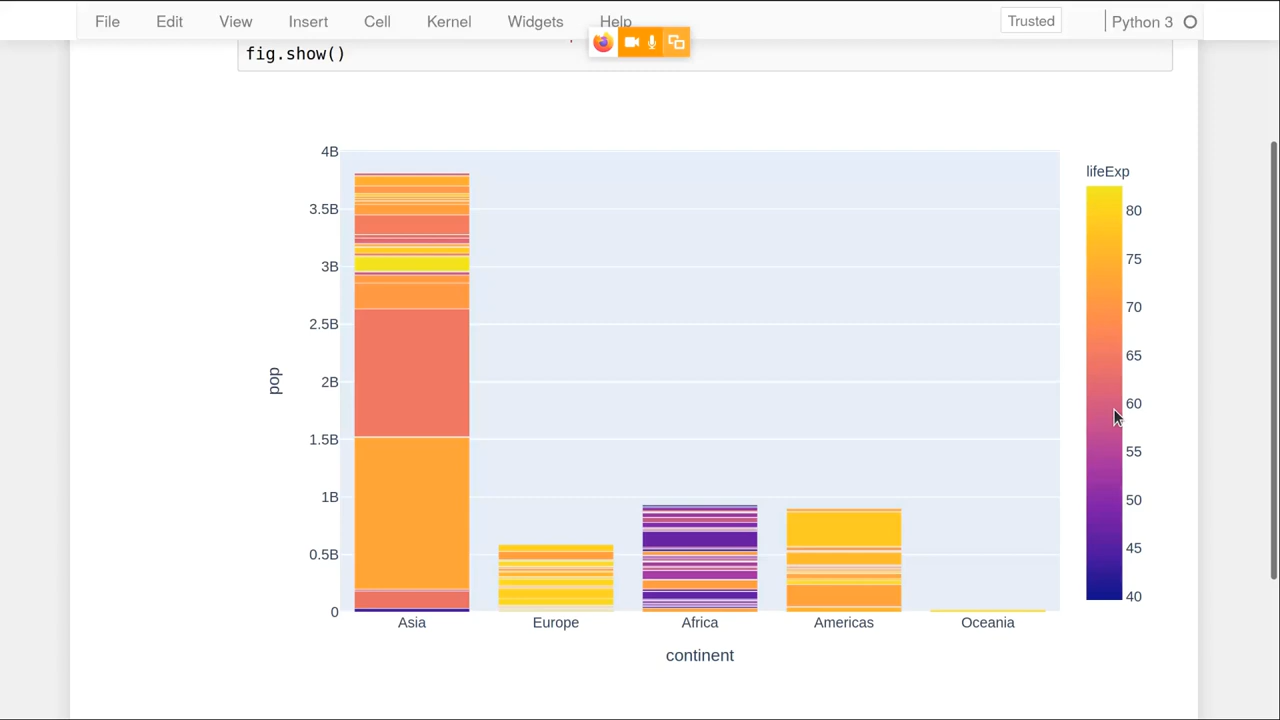 File Edit View Insert Cell Kernel Widgets Help Trusted Python 3
fig.show()
4B
3.5B
3B
2.5B
2B
1.5B
1B
0.5B
0
pop
Asia Europe Africa Americas Oceania
continent
lifeExp
80
75
70
65
60
55
50
45
40